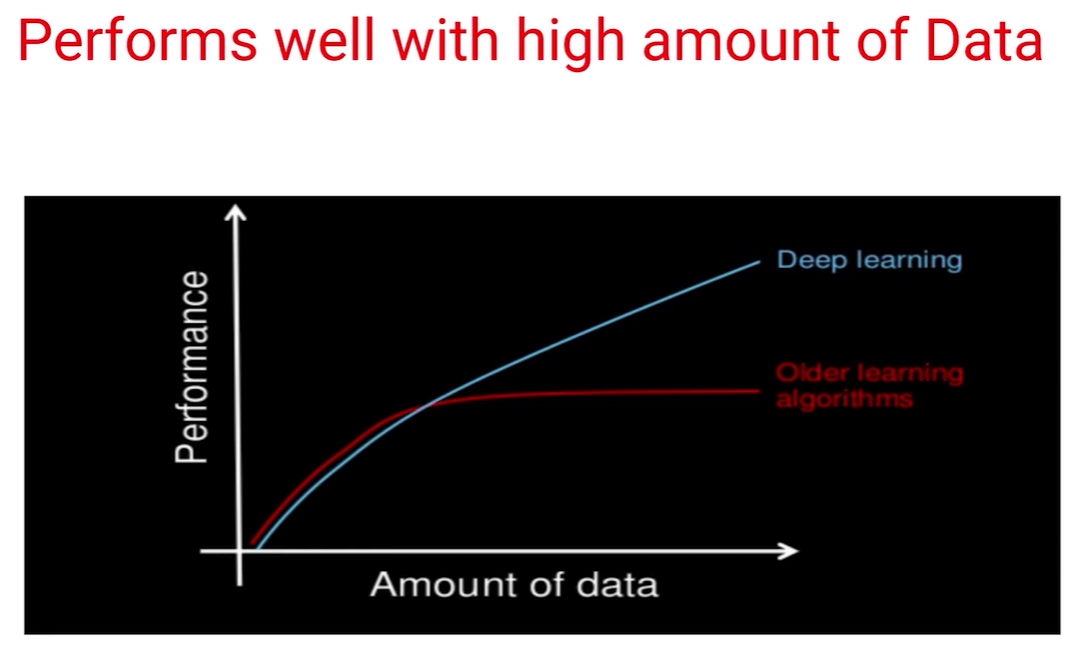 Performs well with high amount of Data
Performance
Deep learning
Older learning
algorithms
Amount of data